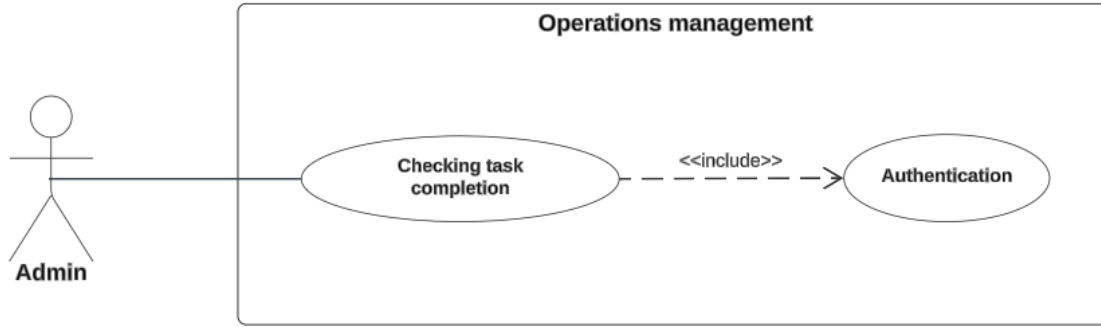 Operations management
Checking task
completion
<<include>>
Authentication
Admin